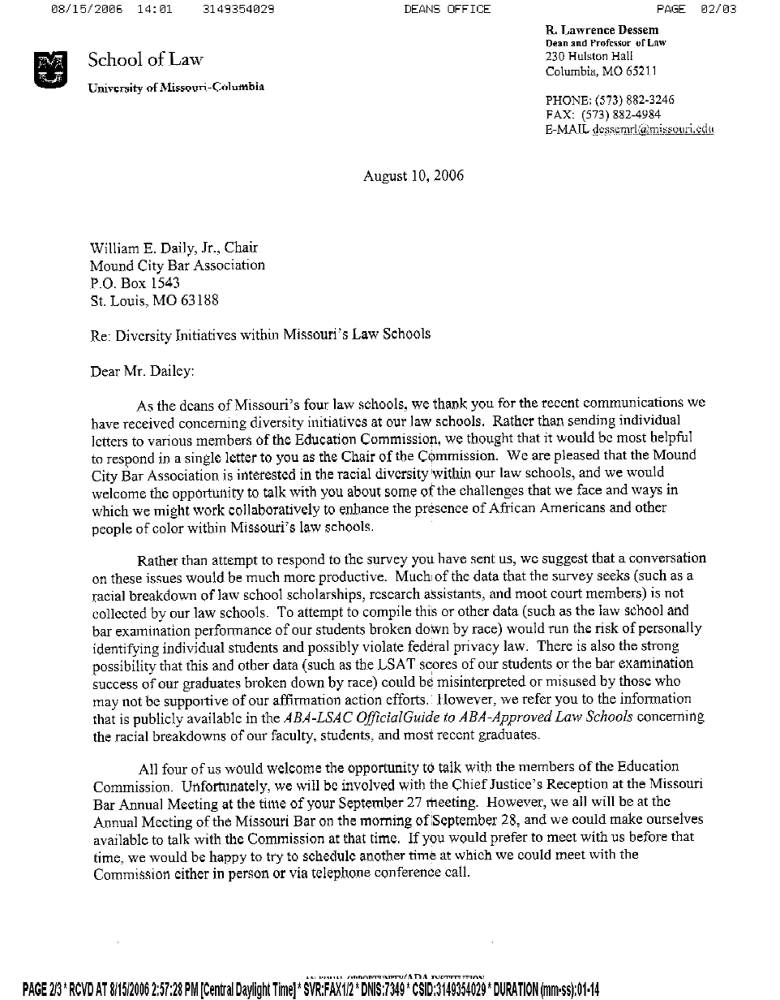 08/15/2006 14:01 3149354029 DEANS OFFICE PAGE 02/03
R. Lawrence Dessem
Dean and Professor of Law
230 Hulston Hall
Columbia, MO 65211
School of Law
University of Missouri-Columbia
PHONE: (573) 882-3246
FAX: (573) 882-4984
E-MAIL dessemrl@missouri.edu
August 10, 2006
William E. Daily, Jr., Chair
Mound City Bar Association
P.O. Box 1543
St. Louis, MO 63188
Re: Diversity Initiatives within Missouri's Law Schools
Dear Mr. Dailey:
As the deans of Missouri's four law schools, we thank you for the recent communications we
have received concerning diversity initiatives at our law schools. Rather than sending individual
letters to various members of the Education Commission, we thought that it would be most helpful
to respond in a single letter to you as the Chair of the Commission. We are pleased that the Mound
City Bar Association is interested in the racial diversity within our law schools, and we would
welcome the opportunity to talk with you about some of the challenges that we face and ways in
which we might work collaboratively to enhance the presence of African Americans and other
people of color within Missouri's law schools.
Rather than attempt to respond to the survey you have sent us, we suggest that a conversation
on these issues would be much more productive. Much of the data that the survey seeks (such as a
racial breakdown of law school scholarships, research assistants, and moot court members) is not
collected by our law schools. To attempt to compile this or other data (such as the law school and
bar examination performance of our students broken down by race) would run the risk of personally
identifying individual students and possibly violate federal privacy law. There is also the strong
possibility that this and other data (such as the LSAT scores of our students or the bar examination
success of our graduates broken down by race) could be misinterpreted or misused by those who
may not be supportive of our affirmation action efforts. However, we refer you to the information
that is publicly available in the ABA-LSAC OfficialGuide to ABA-Approved Law Schools concerning
the racial breakdowns of our faculty, students, and most recent graduates.
All four of us would welcome the opportunity to talk with the members of the Education
Commission. Unfortunately, we will be involved with the Chief Justice's Reception at the Missouri
Bar Annual Meeting at the time of your September 27 meeting. However, we all will be at the
Annual Meeting of the Missouri Bar on the morning of September 28, and we could make ourselves
available to talk with the Commission at that time. If you would prefer to meet with us before that
time, we would be happy to try to schedule another time at which we could meet with the
Commission either in person or via telephone conference call.
PAGE 2/3 * RCVD AT 8/15/2006 2:57:28 PM [Central Daylight Time] * SVR:FAX1/2 * DNIS:7349 * CSID:3149354029 * DURATION (mm-ss):01-14